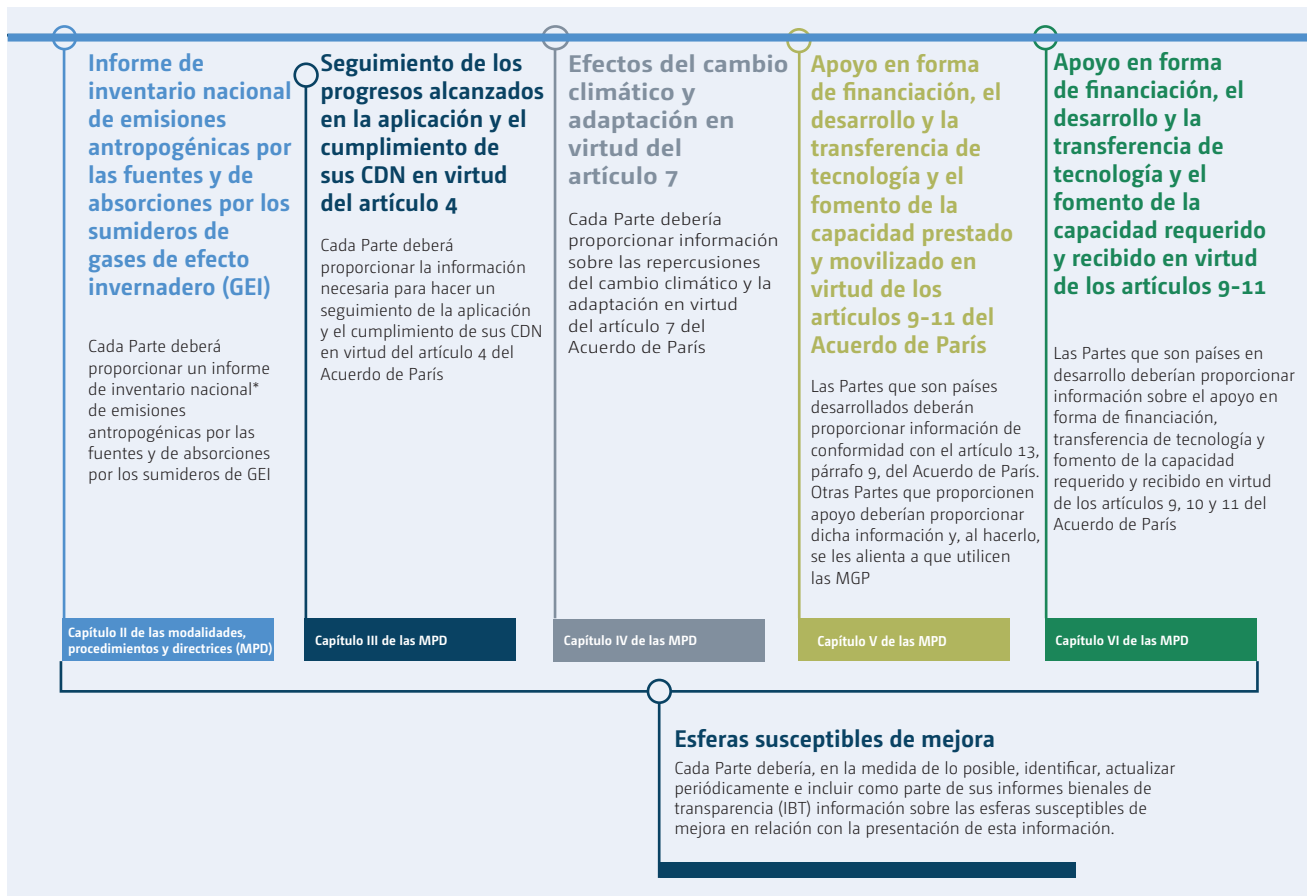 Informe de
inventario nacional
de emisiones
antropogénicas por
las fuentes y de
absorciones por los
sumideros de
gases de efecto
invernadero (GEI)
Cada Parte deberá
proporcionar un informe
de inventario nacional*
de emisiones
antropogénicas por las
fuentes y de absorciones
por los sumideros de GEI
Capítulo II de las modalidades,
procedimientos y directrices (MPD)
Seguimiento de los
progresos alcanzados
en la aplicación y el
cumplimiento de
sus CDN en virtud
del artículo 4
Cada Parte deberá
proporcionar la información
necesaria para hacer un
seguimiento de la aplicación
y el cumplimiento de sus CDN
en virtud del artículo 4 del
Acuerdo de París
Capítulo III de las MPD
Efectos del cambio
climático y
adaptación en
virtud del
artículo 7
Cada Parte debería
proporcionar información
sobre las repercusiones
del cambio climático y la
adaptación en virtud
del artículo 7 del
Acuerdo de París
Capítulo IV de las MPD
Apoyo en forma
de financiación, el
desarrollo y la
transferencia de
tecnología y el
fomento de la
capacidad prestado
y movilizado en
virtud de los
artículos 9-11 del
Acuerdo de París
Las Partes que son países
desarrollados deberán
proporcionar información de
conformidad con el artículo 13,
párrafo 9, del Acuerdo de París.
Otras Partes que proporcionen
apoyo deberían proporcionar
dicha información y, al hacerlo,
se les alienta a que utilicen
las MGP
Capítulo V de las MPD
Apoyo en forma
de financiación, el
desarrollo y la
transferencia de
tecnología y el
fomento de la
capacidad requerido
y recibido en virtud
de los artículos 9-11
Las Partes que son países en
desarrollo deberían proporcionar
información sobre el apoyo en
forma de financiación,
transferencia de tecnología y
fomento de la capacidad
requerido y recibido en virtud
de los artículos 9, 10 y 11 del
Acuerdo de París
Capítulo VI de las MPD
Esferas susceptibles de mejora
Cada Parte debería, en la medida de lo posible, identificar, actualizar
periódicamente e incluir como parte de sus informes bienales de
transparencia (IBT) información sobre las esferas susceptibles de
mejora en relación con la presentación de esta información.